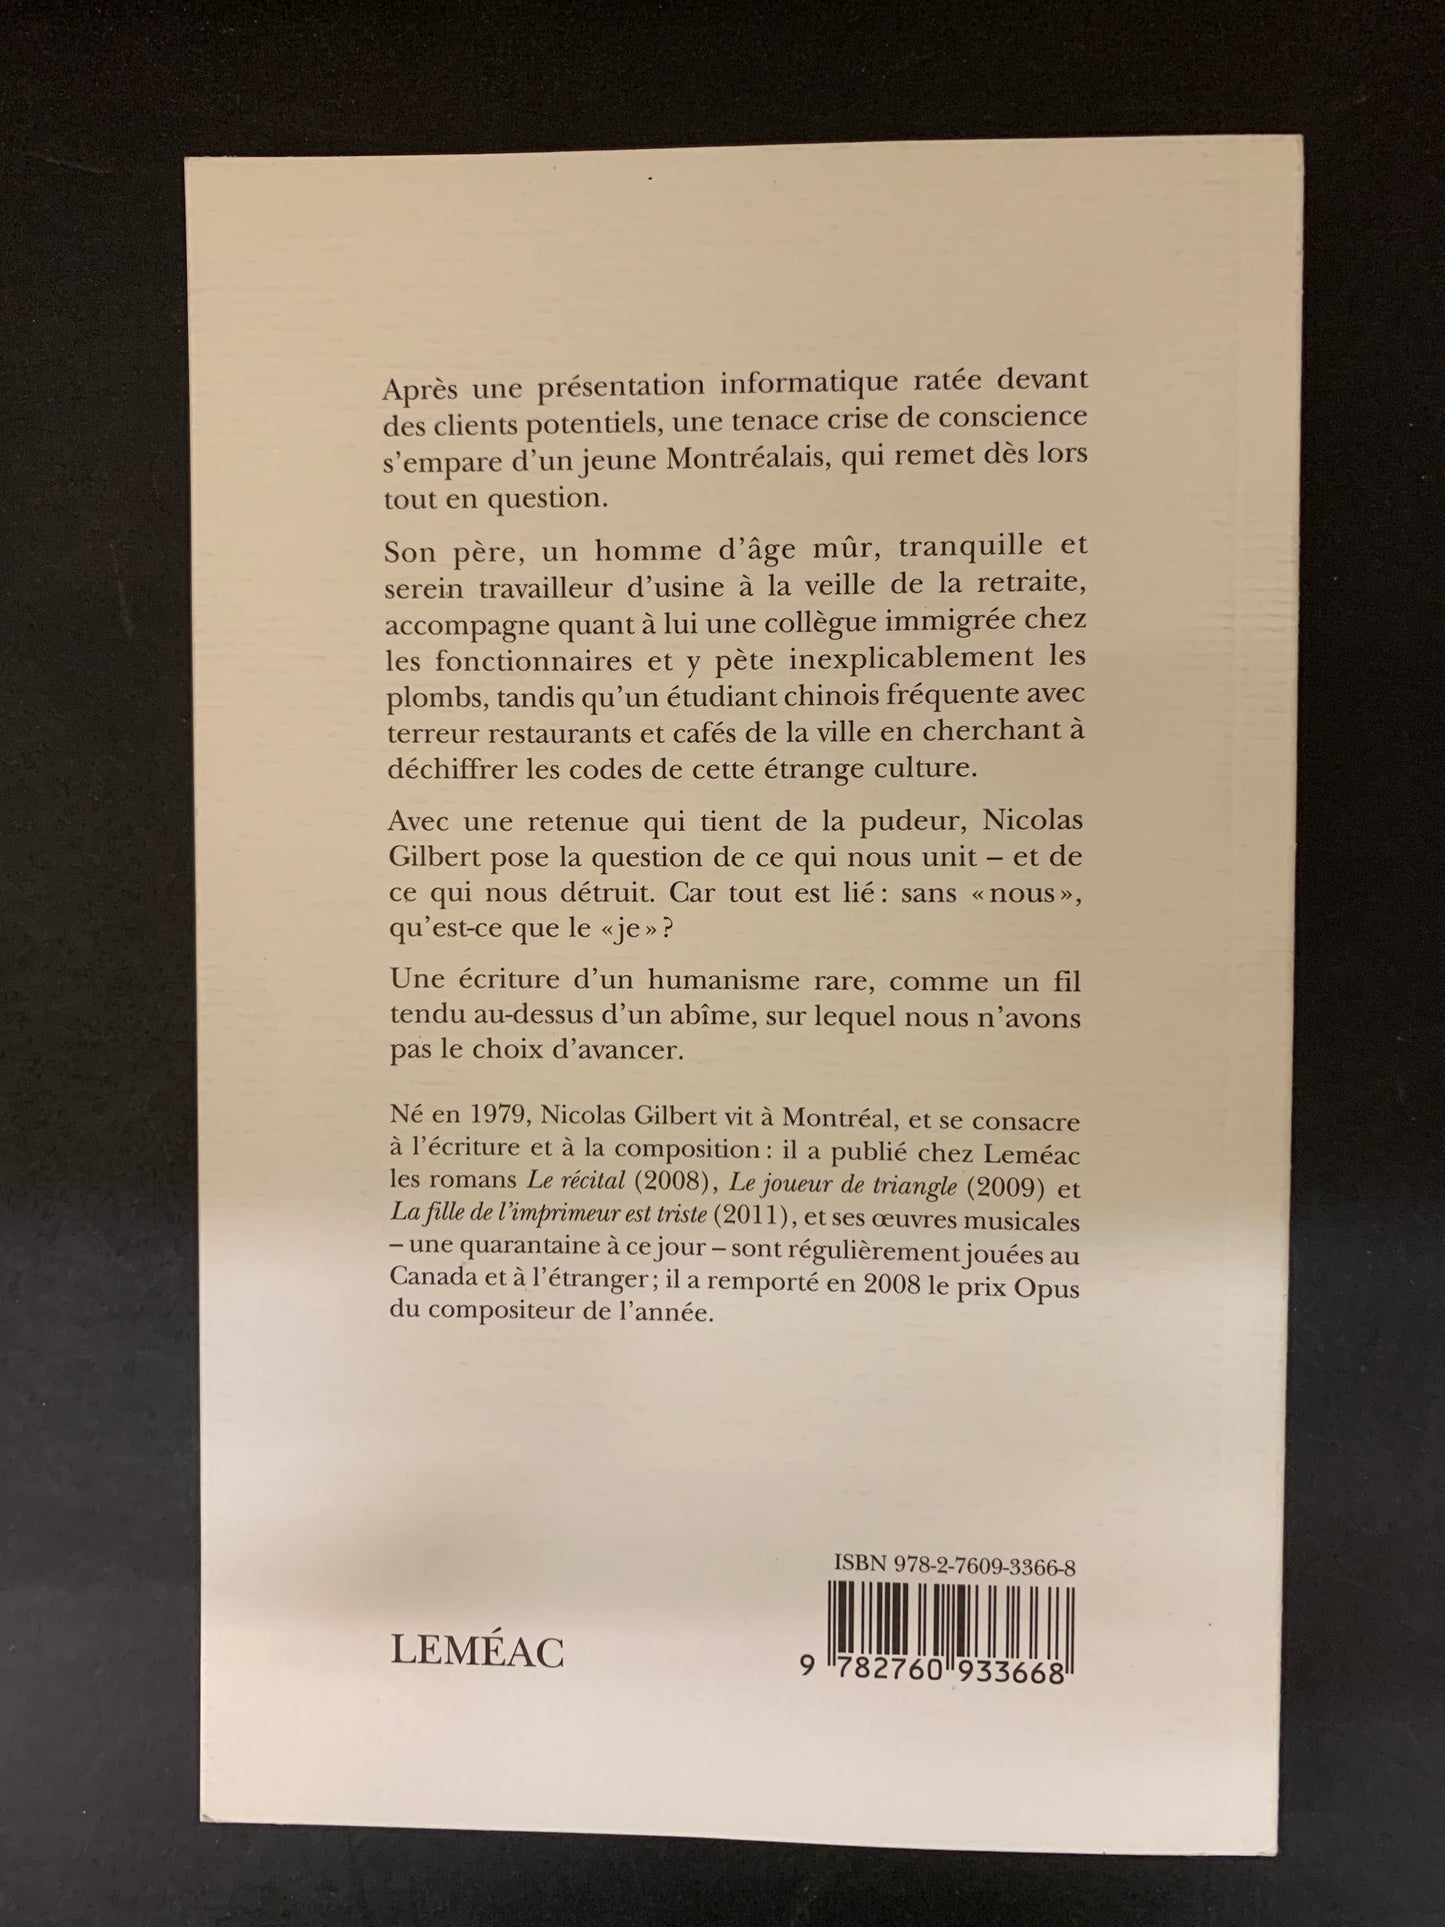 Après une présentation informatique ratée devant
des clients potentiels, une tenace crise de conscience
s’empare d’un jeune Montréalais, qui remet dès lors
tout en question.
Son père, un homme d’âge mûr, tranquille et
serein travailleur d’usine à la veille de la retraite,
accompagne quant à lui une collègue immigrée chez
les fonctionnaires et y pète inexplicablement les
plombs, tandis qu’un étudiant chinois fréquente avec
terreur restaurants et cafés de la ville en cherchant à
déchiffrer les codes de cette étrange culture.
Avec une retenue qui tient de la pudeur, Nicolas
Gilbert pose la question de ce qui nous unit – et de
ce qui nous détruit. Car tout est lié : sans « nous »,
qu’est-ce que le « je » ?
Une écriture d’un humanisme rare, comme un fil
tendu au-dessus d’un abîme, sur lequel nous n’avons
pas le choix d’avancer.
Né en 1979, Nicolas Gilbert vit à Montréal, et se consacre
à l’écriture et à la composition : il a publié chez Leméac
les romans Le récital (2008), Le joueur de triangle (2009) et
La fille de l’imprimeur est triste (2011), et ses œuvres musicales
– une quarantaine à ce jour – sont régulièrement jouées au
Canada et à l’étranger ; il a remporté en 2008 le prix Opus
du compositeur de l’année.
ISBN 978-2-7609-3366-8
LEMÉAC
9 782760 933668